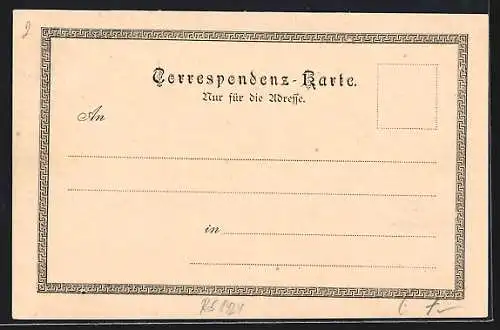 Correspondenz-Karte.
Nur für die Adresse.
An
in